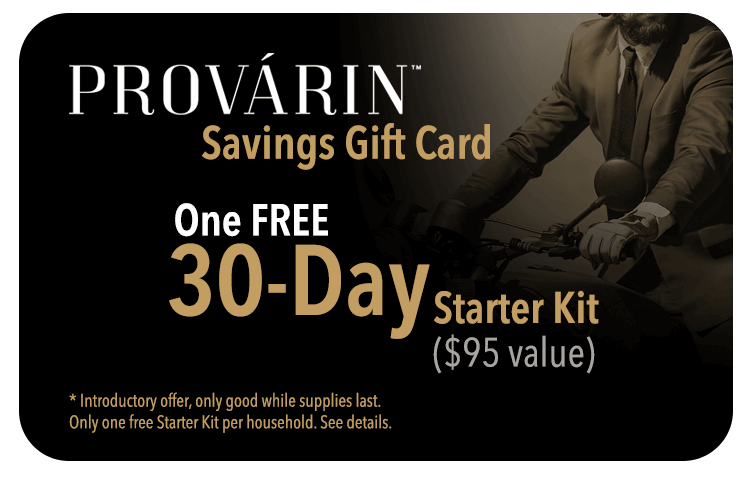 PROVÁRIN™
Savings Gift Card
One FREE
30-Day Starter Kit
($95 value)
* Introductory offer, only good while supplies last.
Only one free Starter Kit per household. See details.